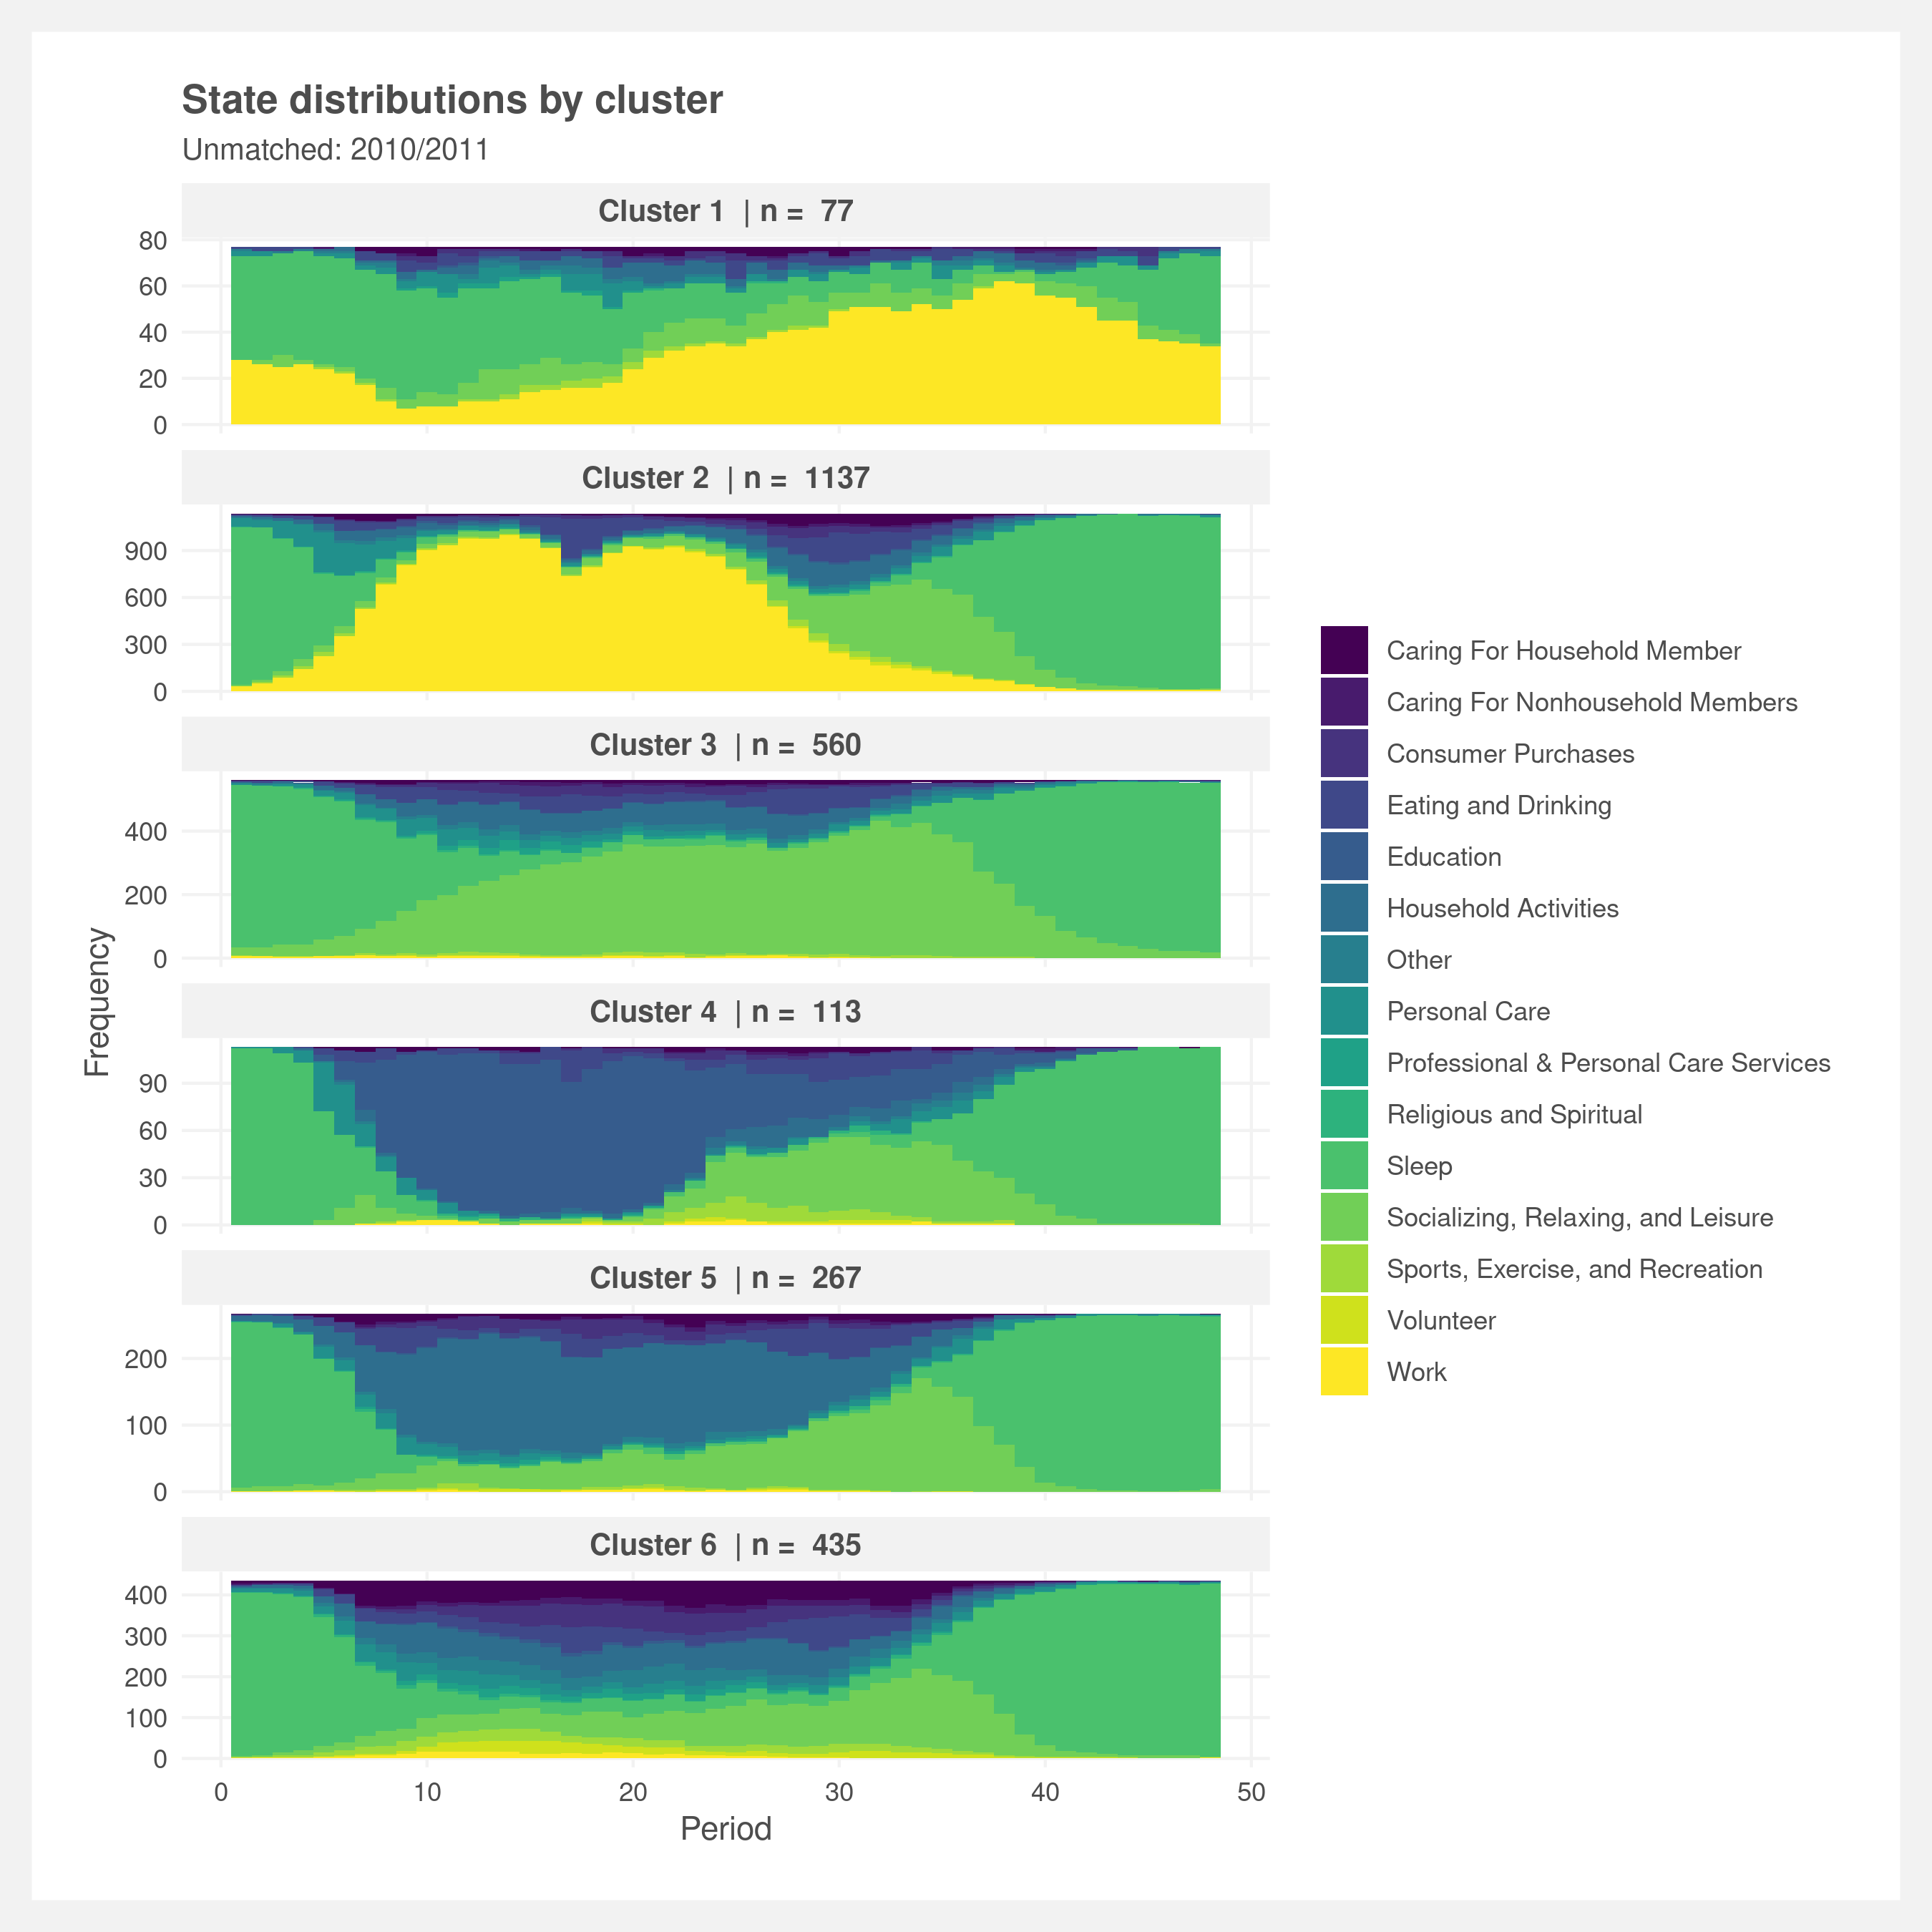 State distributions by cluster
Unmatched: 2010/2011
Cluster 1 | n = 77
80
60
40
20
0
Cluster 2 | n = 1137
900
600
300
0
Cluster 3 | n = 560
400
200
0
Cluster 4 | n = 113
90
60
30
0
Cluster 5 | n = 267
200
100
0
Cluster 6 | n = 435
400
300
200
100
0
0 10 20 30 40 50
Period
Frequency
Caring For Household Member
Caring For Nonhousehold Members
Consumer Purchases
Eating and Drinking
Education
Household Activities
Other
Personal Care
Professional & Personal Care Services
Religious and Spiritual
Sleep
Socializing, Relaxing, and Leisure
Sports, Exercise, and Recreation
Volunteer
Work